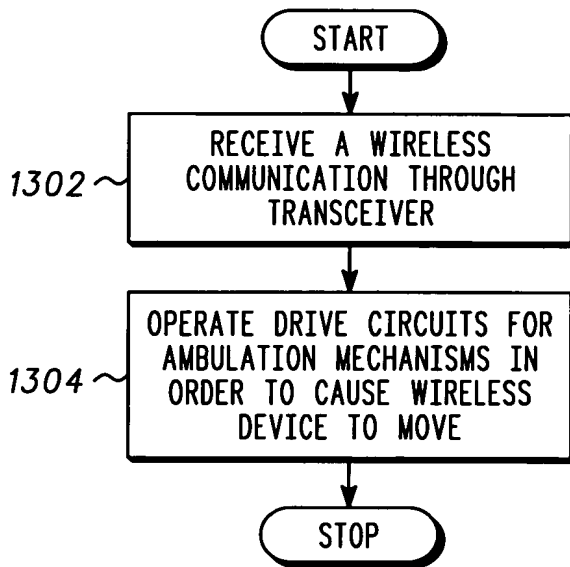 START
RECEIVE A WIRELESS
1302
COMMUNICATION THROUGH
TRANSCEIVER
OPERATE DRIVE CIRCUITS FOR
AMBULATION MECHANISMS IN
1304
ORDER TO CAUSE WIRELESS
DEVICE TO MOVE
STOP